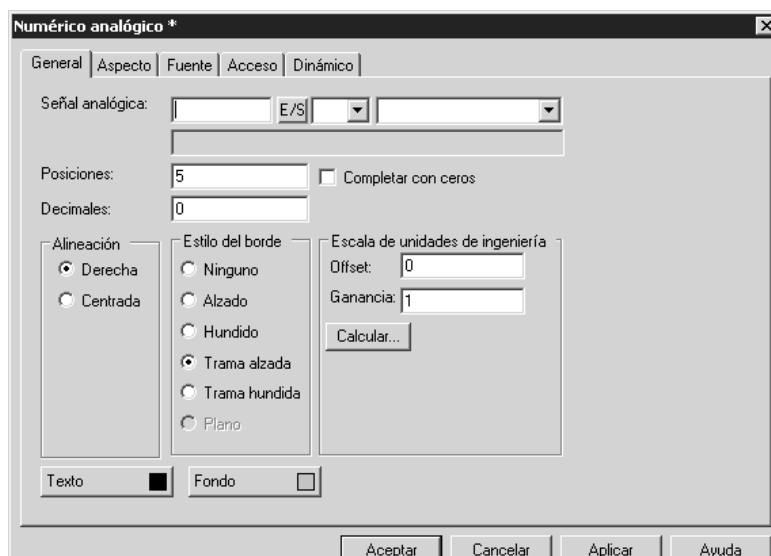 Numérico analógico *
General Aspecto Fuente Acceso Dinámico
Señal analógica: E/S
Posiciones: 5 Completar con ceros
Decimales: 0
Alineación
Derecha
Centrada
Estilo del borde
Ninguno
Alzado
Hundido
Trama alzada
Trama hundida
Plano
Escala de unidades de ingeniería
Offset: 0
Ganancia: 1
Calcular...
Texto Fondo
Aceptar Cancelar Aplicar Ayuda